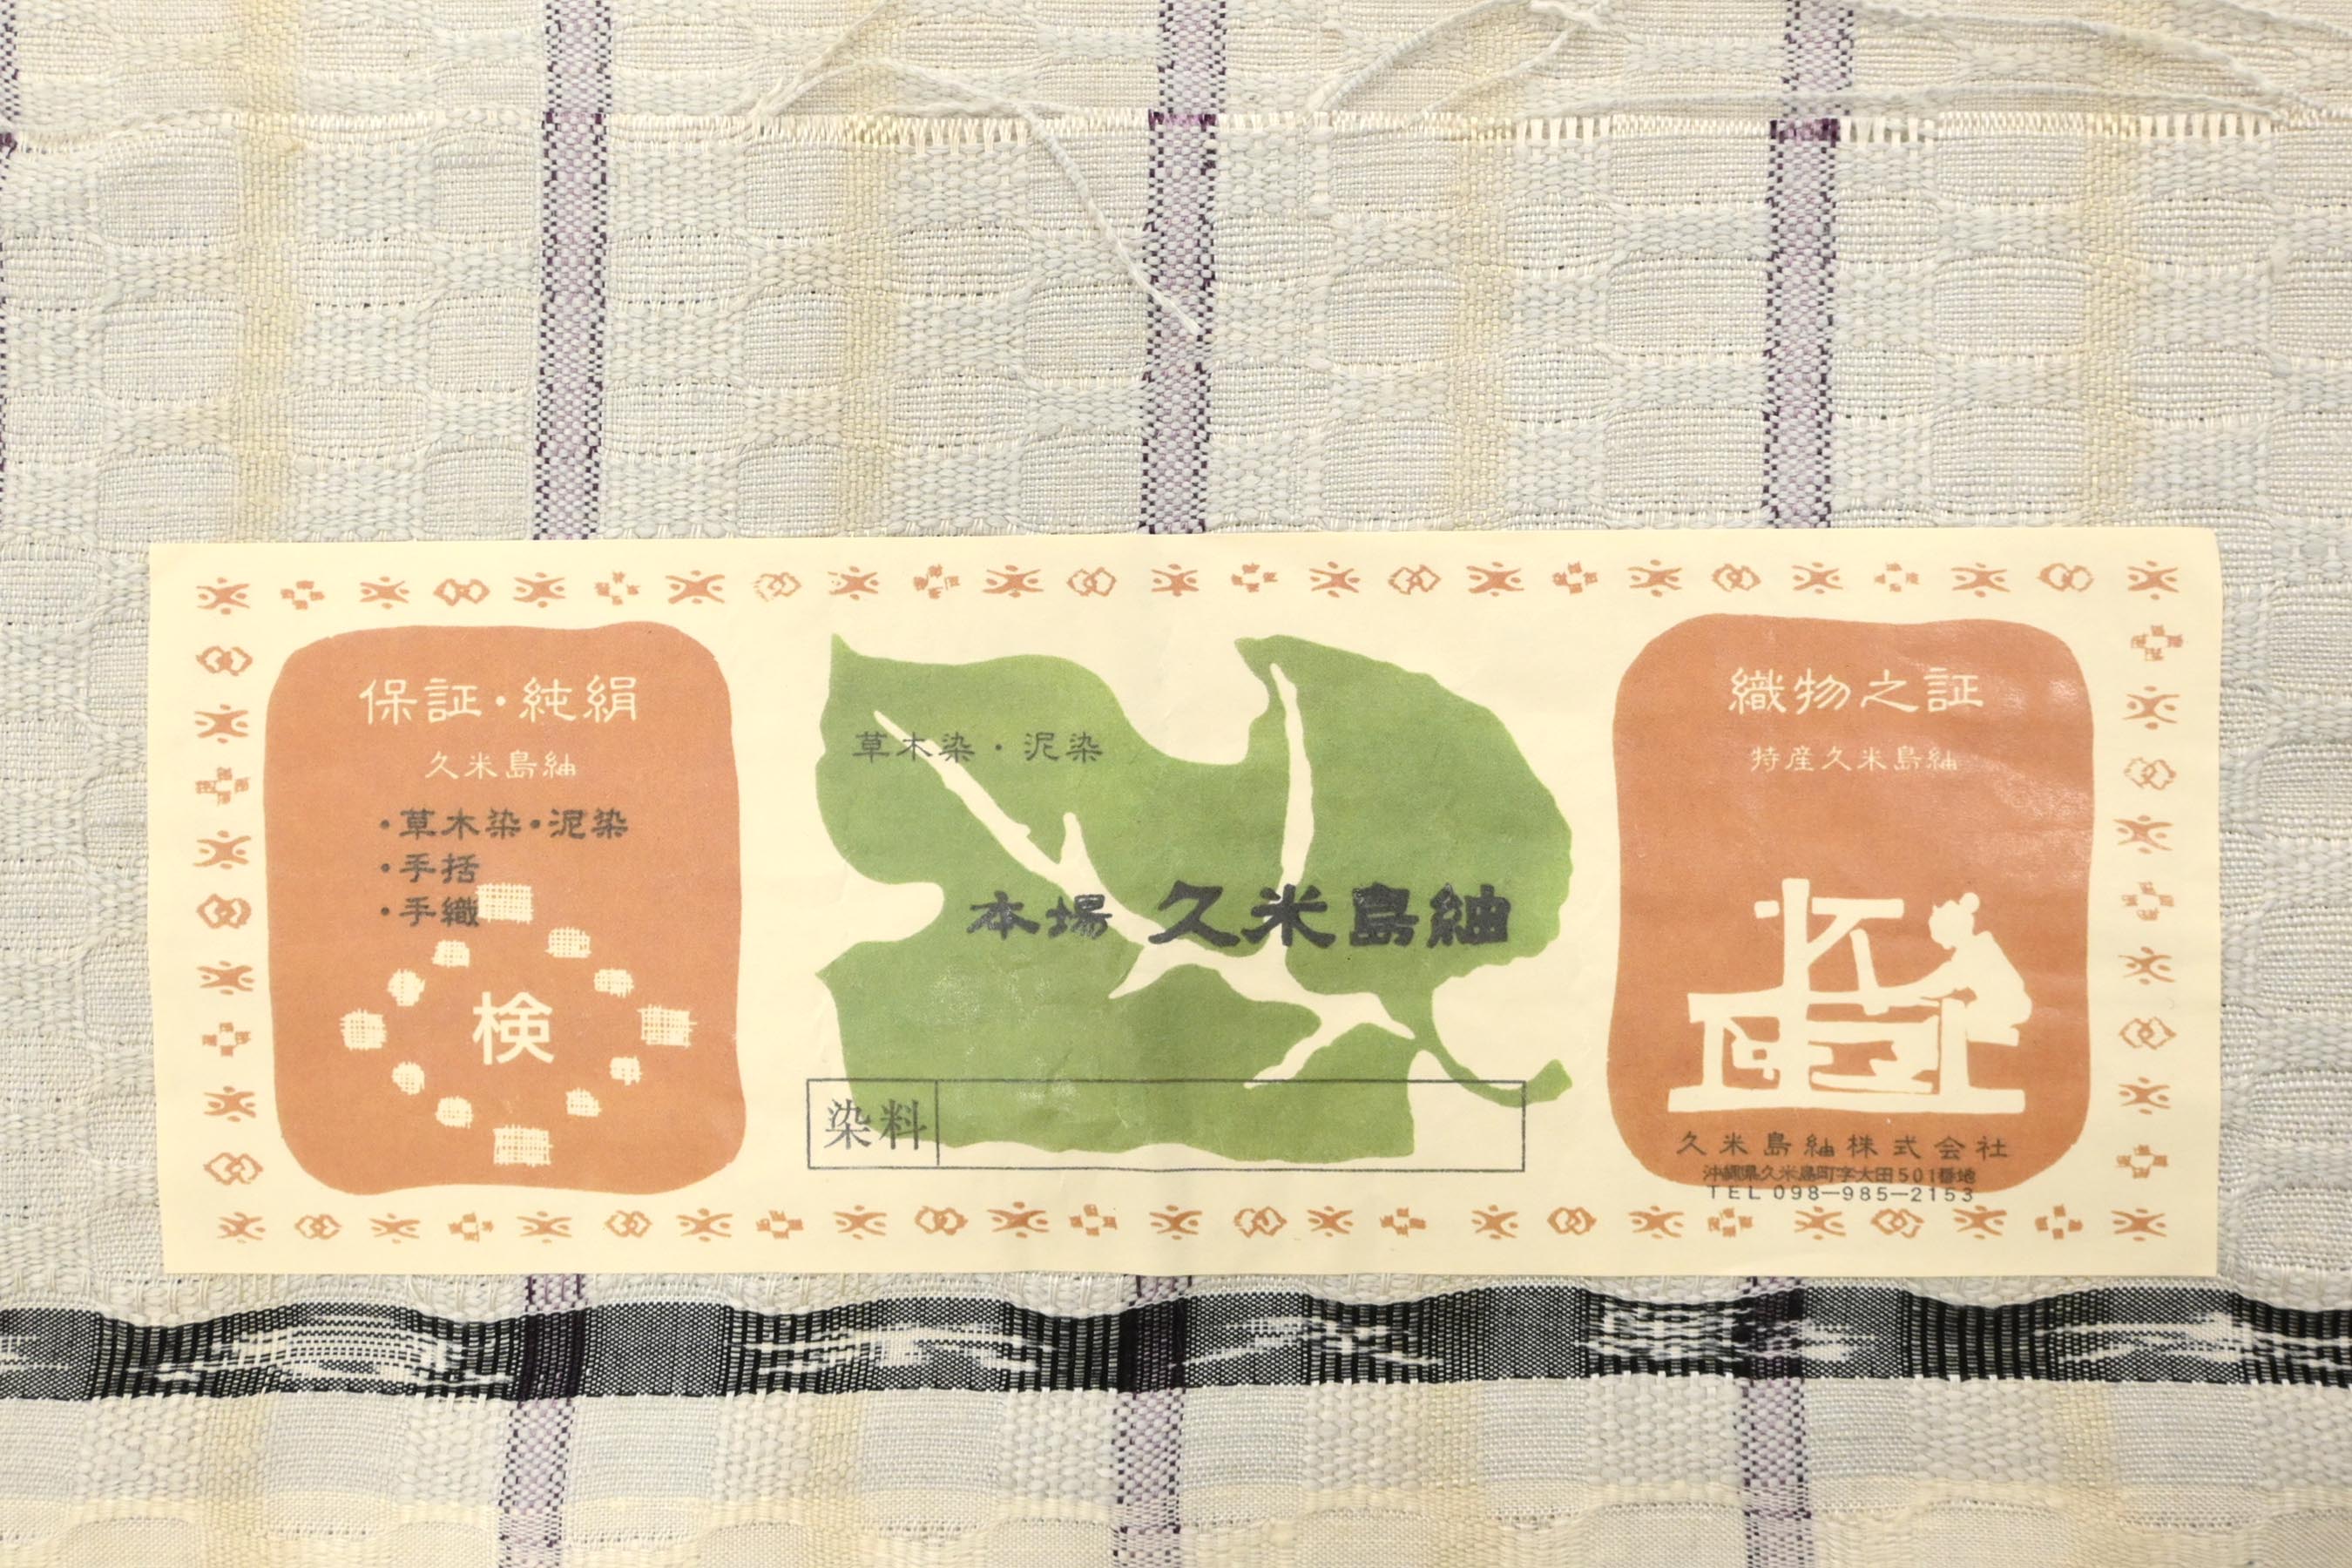 保証・純絹
久米島紬
・草木染・泥染
・手括
・手織
検
草木染・泥染
本場 久米島紬
染料
織物之証
特産久米島紬
久米島紬株式会社
沖縄県久米島町字大田501番地
TEL 098-985-2153